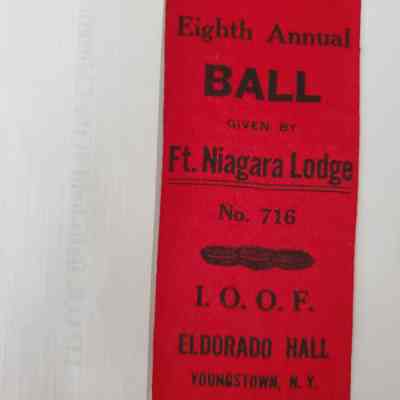 Eighth Annual
BALL
GIVEN BY
Ft. Niagara Lodge
No. 716
I. O. O. F.
ELDORADO HALL
YOUNGSTOWN, N. Y.